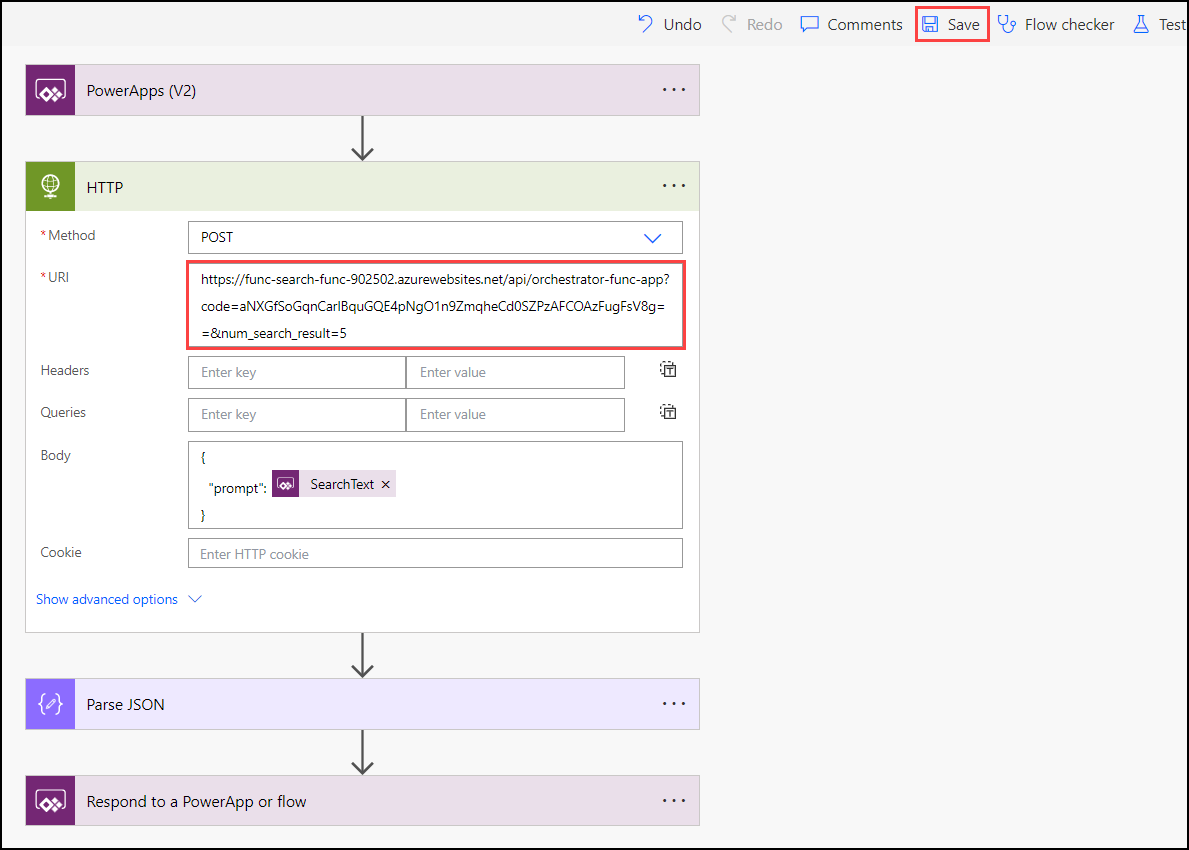 Undo Redo Comments Save Flow checker Test
PowerApps (V2)
HTTP
* Method POST
* URI https://func-search-func-902502.azurewebsites.net/api/orchestrator-func-app?
code=aNXGfSoGqnCarIBquGQE4pNgO1n9ZmqheCd0SZPzAFCOAzFugFsV8g=
=&num_search_result=5
Headers Enter key Enter value
Queries Enter key Enter value
Body {
"prompt": SearchText ×
}
Cookie Enter HTTP cookie
Show advanced options
Parse JSON
Respond to a PowerApp or flow